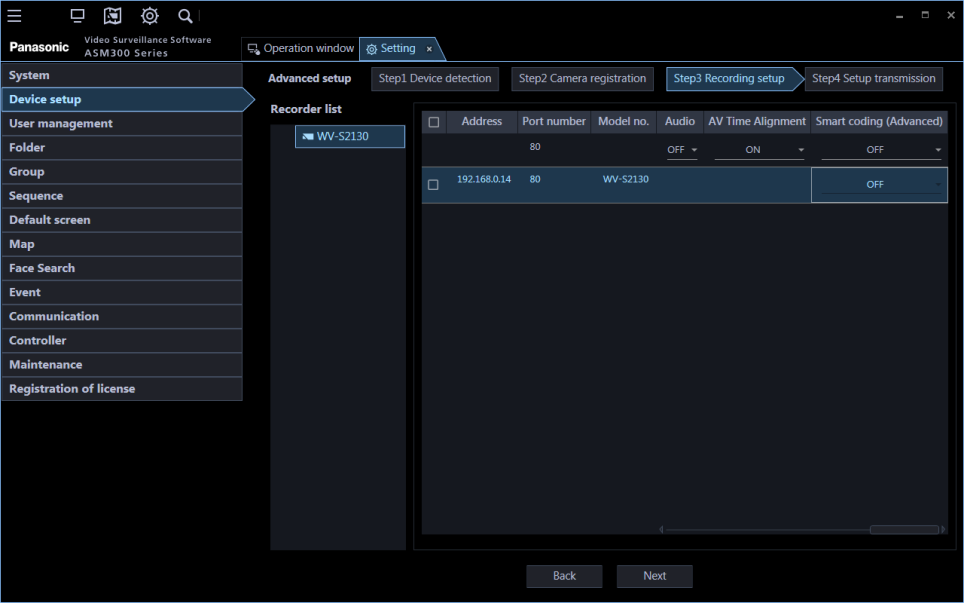 Panasonic
Video Surveillance Software
ASM300 Series
Operation window
Setting ×
System
Device setup
User management
Folder
Group
Sequence
Default screen
Map
Face Search
Event
Communication
Controller
Maintenance
Registration of license
Advanced setup
Step1 Device detection
Step2 Camera registration
Step3 Recording setup
Step4 Setup transmission
Recorder list
WV-S2130
Address Port number Model no. Audio AV Time Alignment Smart coding (Advanced)
80 OFF ON OFF
192.168.0.14 80 WV-S2130 OFF
Back
Next